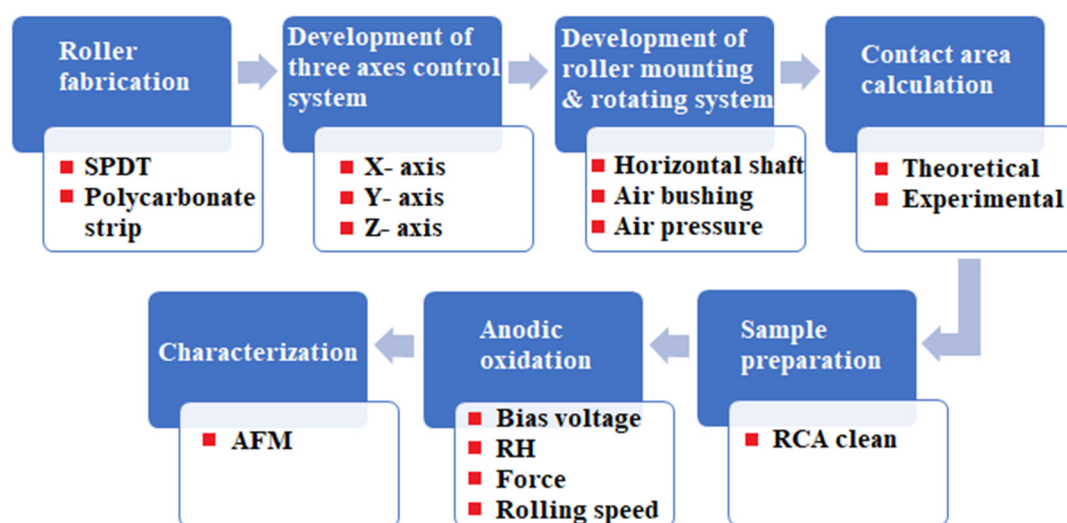 Roller
fabrication
SPDT
Polycarbonate
strip
Development of
three axes control
system
X- axis
Y- axis
Z- axis
Development of
roller mounting
& rotating system
Horizontal shaft
Air bushing
Air pressure
Contact area
calculation
Theoretical
Experimental
Sample
preparation
RCA clean
Anodic
oxidation
Bias voltage
RH
Force
Rolling speed
Characterization
AFM